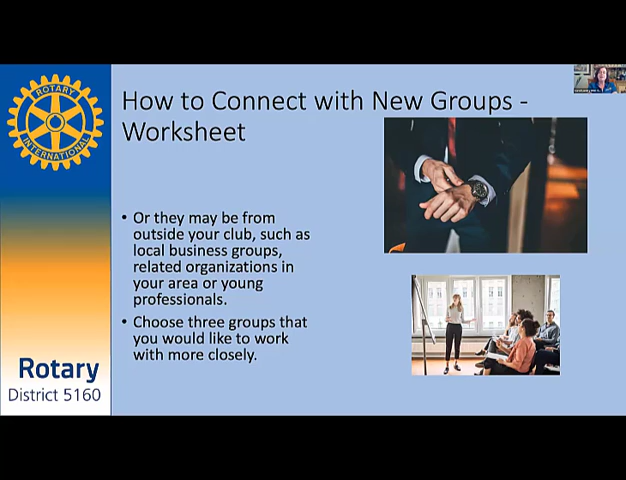 ROTARY
INTERNATIONAL
How to Connect with New Groups -
Worksheet
• Or they may be from
outside your club, such as
local business groups,
related organizations in
your area or young
professionals.
• Choose three groups that
you would like to work
with more closely.
Rotary
District 5160